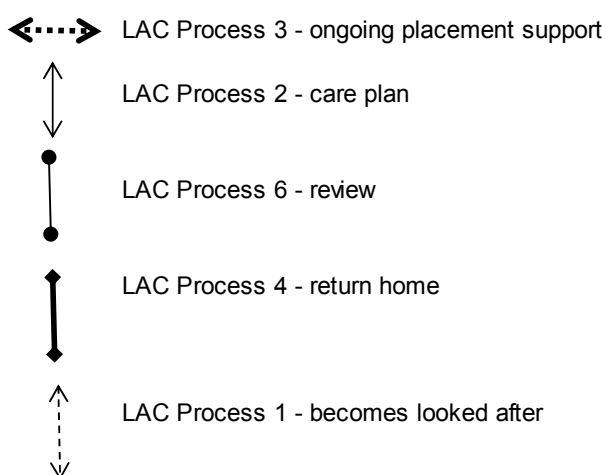 LAC Process 3 - ongoing placement support
LAC Process 2 - care plan
LAC Process 6 - review
LAC Process 4 - return home
LAC Process 1 - becomes looked after